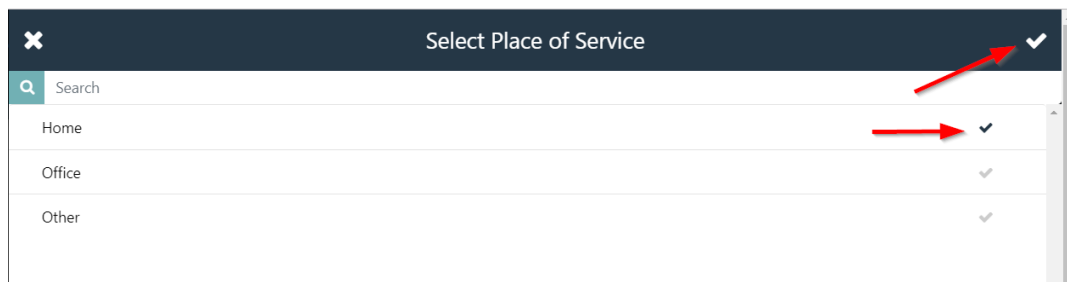 Select Place of Service
Search
Home
Office
Other